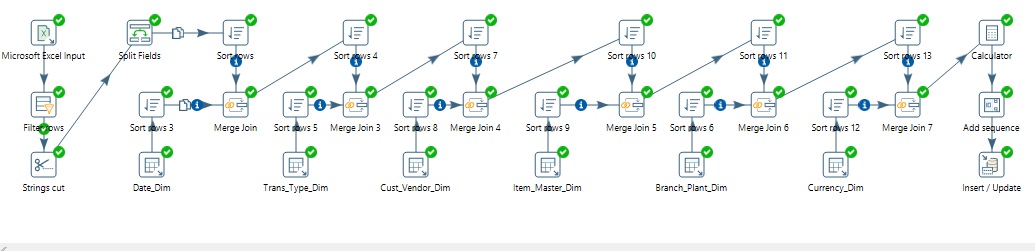 Microsoft Excel Input
Split Fields
Sort rows
Sort rows 4
Sort rows 7
Sort rows 10
Sort rows 11
Sort rows 13
Calculator
Filter rows
Sort rows 3
Merge Join
Sort rows 5
Merge Join 3
Sort rows 8
Merge Join 4
Sort rows 9
Merge Join 5
Sort rows 6
Merge Join 6
Sort rows 12
Merge Join 7
Add sequence
Strings cut
Date_Dim
Trans_Type_Dim
Cust_Vendor_Dim
Item_Master_Dim
Branch_Plant_Dim
Currency_Dim
Insert / Update